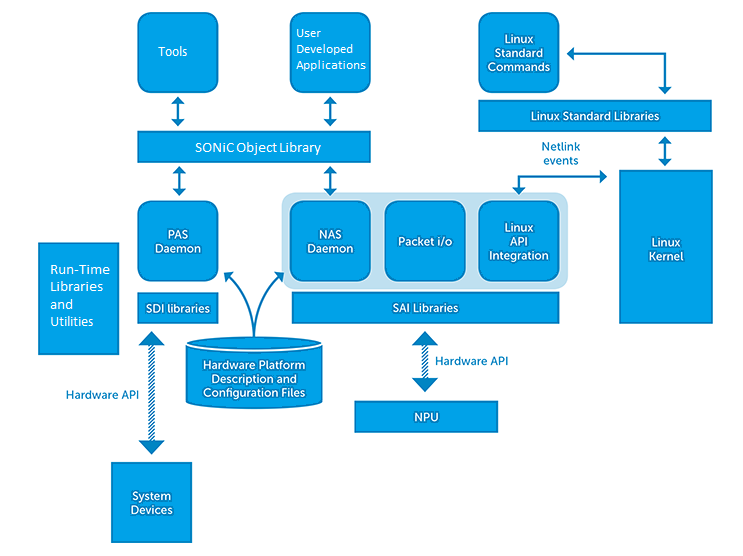 Tools
User
Developed
Applications
Linux
Standard
Commands
SONiC Object Library
Linux Standard Libraries
Netlink
events
PAS
Daemon
NAS
Daemon
Packet i/o
Linux
API
Integration
Linux
Kernel
Run-Time
Libraries
and
Utilities
SDI libraries
SAI Libraries
Hardware Platform
Description and
Configuration Files
Hardware API
Hardware API
NPU
System
Devices